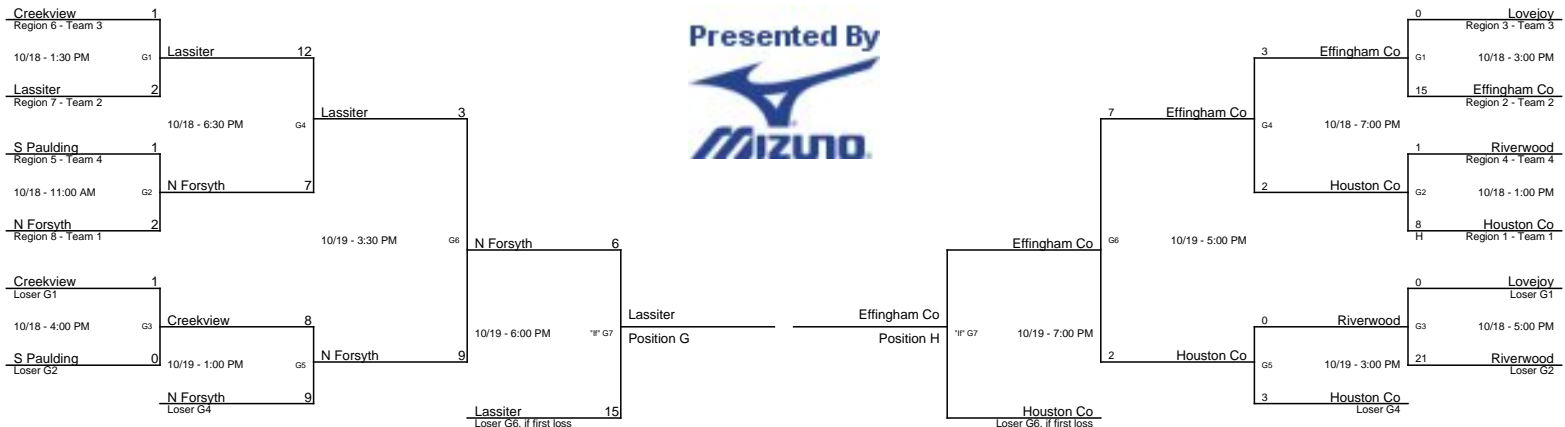 Creekview 1
Region 6 - Team 3
10/18 - 1:30 PM G1
Lassiter 12
Lassiter 2
Region 7 - Team 2
10/18 - 6:30 PM G4
Lassiter 3
S Paulding 1
Region 5 - Team 4
10/18 - 11:00 AM G2
N Forsyth 7
N Forsyth 2
Region 8 - Team 1
10/19 - 3:30 PM G6
N Forsyth 6
Creekview 1
Loser G1
10/18 - 4:00 PM G3
Creekview 8
S Paulding 0
Loser G2
10/19 - 1:00 PM G5
N Forsyth 9
N Forsyth 9
Loser G4
10/19 - 6:00 PM "If" G7
Lassiter
Position G
Lassiter 15
Loser G6, if first loss
Presented By
MIZUNO
0 Lovejoy
Region 3 - Team 3
G1 10/18 - 3:00 PM
3 Effingham Co
15 Effingham Co
Region 2 - Team 2
G4 10/18 - 7:00 PM
7 Effingham Co
1 Riverwood
Region 4 - Team 4
G2 10/18 - 1:00 PM
2 Houston Co
8 Houston Co
H Region 1 - Team 1
G6 10/19 - 5:00 PM
Effingham Co
0 Lovejoy
Loser G1
G3 10/18 - 5:00 PM
0 Riverwood
21 Riverwood
Loser G2
G5 10/19 - 3:00 PM
2 Houston Co
3 Houston Co
Loser G4
"If" G7 10/19 - 7:00 PM
Effingham Co
Position H
Houston Co
Loser G6, if first loss